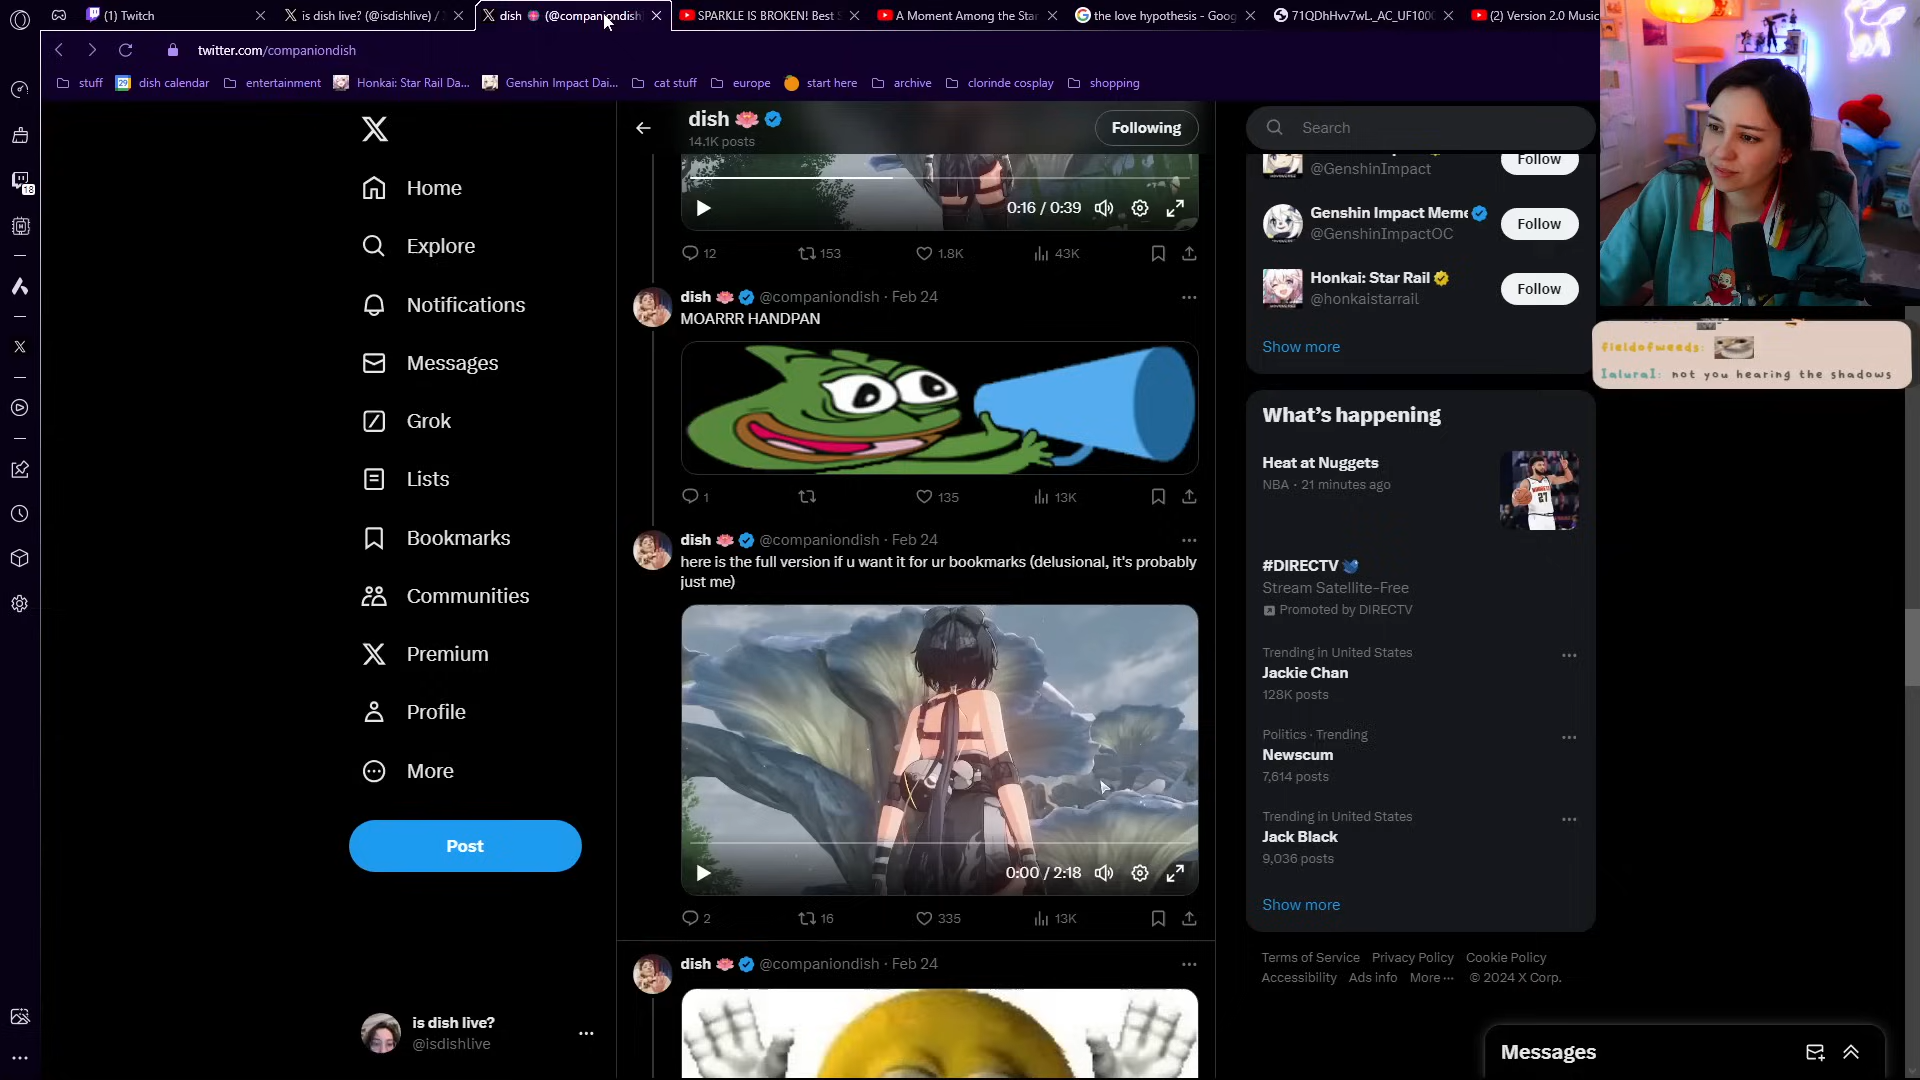 (1) Twitch
is dish live? (@isdishlive) /
dish (@companiondish
SPARKLE IS BROKEN! Best
A Moment Among the Star
the love hypothesis - Goog
71QDhHvv7wL._AC_UF100
(2) Version 2.0 Music
twitter.com/companiondish
stuff
29
dish calendar
entertainment
Honkai: Star Rail Da...
Genshin Impact Dai...
cat stuff
europe
start here
archive
clorinde cosplay
shopping
18
Home
Explore
Notifications
Messages
Grok
Lists
Bookmarks
Communities
Premium
Profile
More
Post
is dish live?
@isdishlive
dish
14.1K posts
Following
0:16 / 0:39
12
153
1.8K
43K
dish @companiondish · Feb 24
MOARRR HANDPAN
1
135
13K
dish @companiondish · Feb 24
here is the full version if u want it for ur bookmarks (delusional, it's probably
just me)
0:00 / 2:18
2
16
335
13K
dish @companiondish · Feb 24
Search
@GenshinImpact
Follow
Genshin Impact Meme
@GenshinImpactOC
Follow
Honkai: Star Rail
@honkaistarrail
Follow
Show more
What's happening
Heat at Nuggets
NBA · 21 minutes ago
27
#DIRECTV
Stream Satellite-Free
Promoted by DIRECTV
Trending in United States
Jackie Chan
128K posts
Politics · Trending
Newscum
7,614 posts
Trending in United States
Jack Black
9,036 posts
Show more
Terms of Service Privacy Policy Cookie Policy
Accessibility Ads info More ··· © 2024 X Corp.
Messages
fieldofweeds:
lalural: not you hearing the shadows